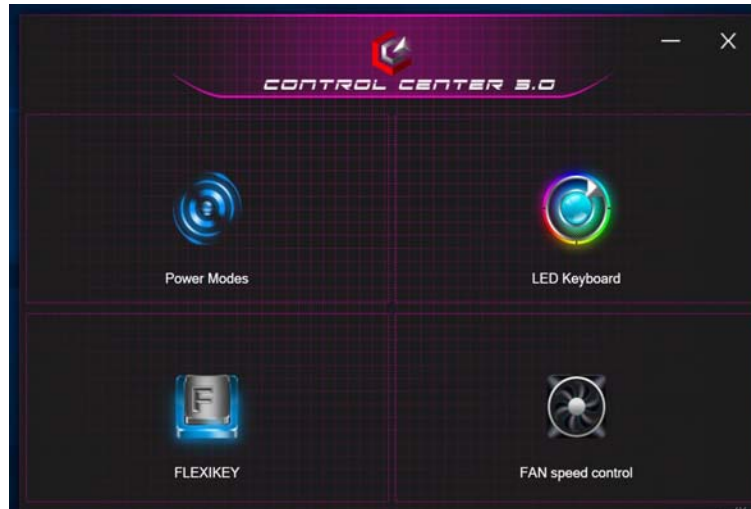 CONTROL CENTER 3.0
Power Modes
LED Keyboard
F
FLEXIKEY
FAN speed control